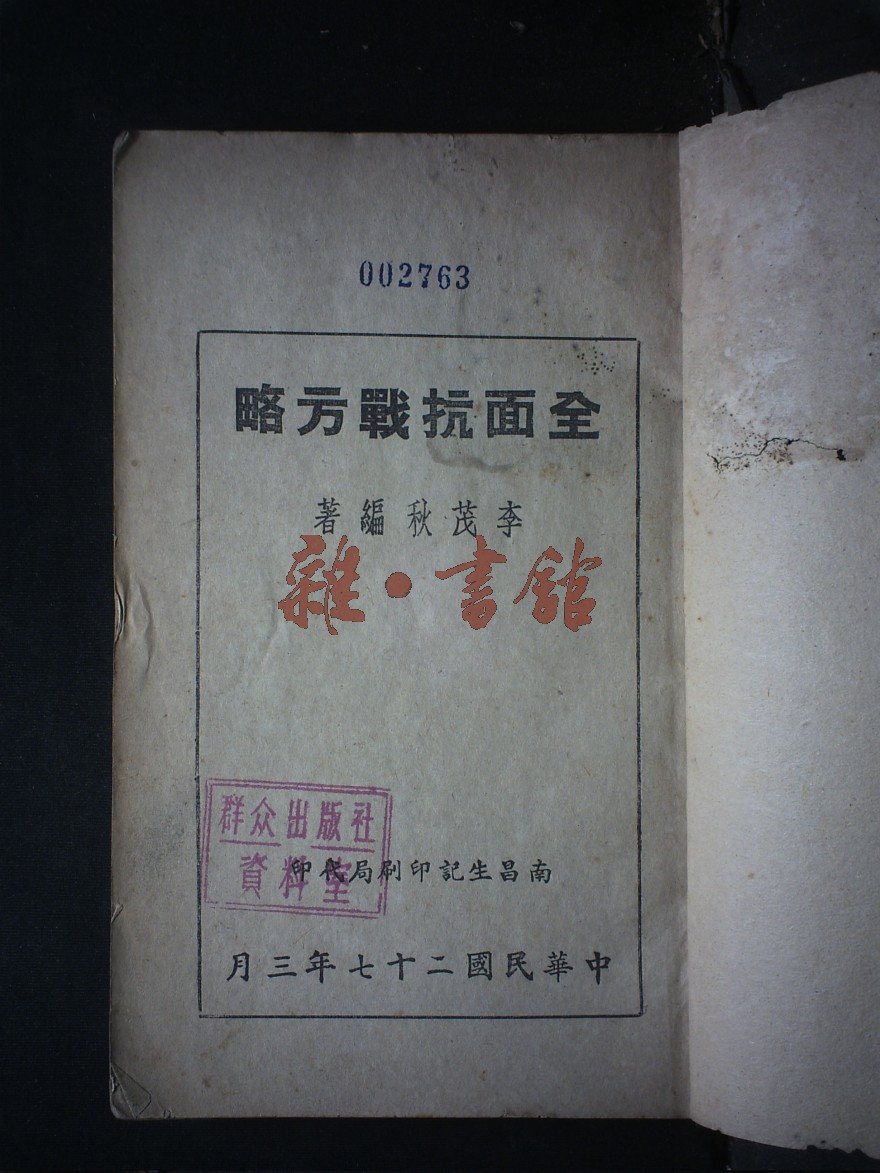 002763
全面抗戰方略
李茂秋編著
雜·書館
群众出版社
資料室
南昌生記印刷局代印
中華民國二十七年三月